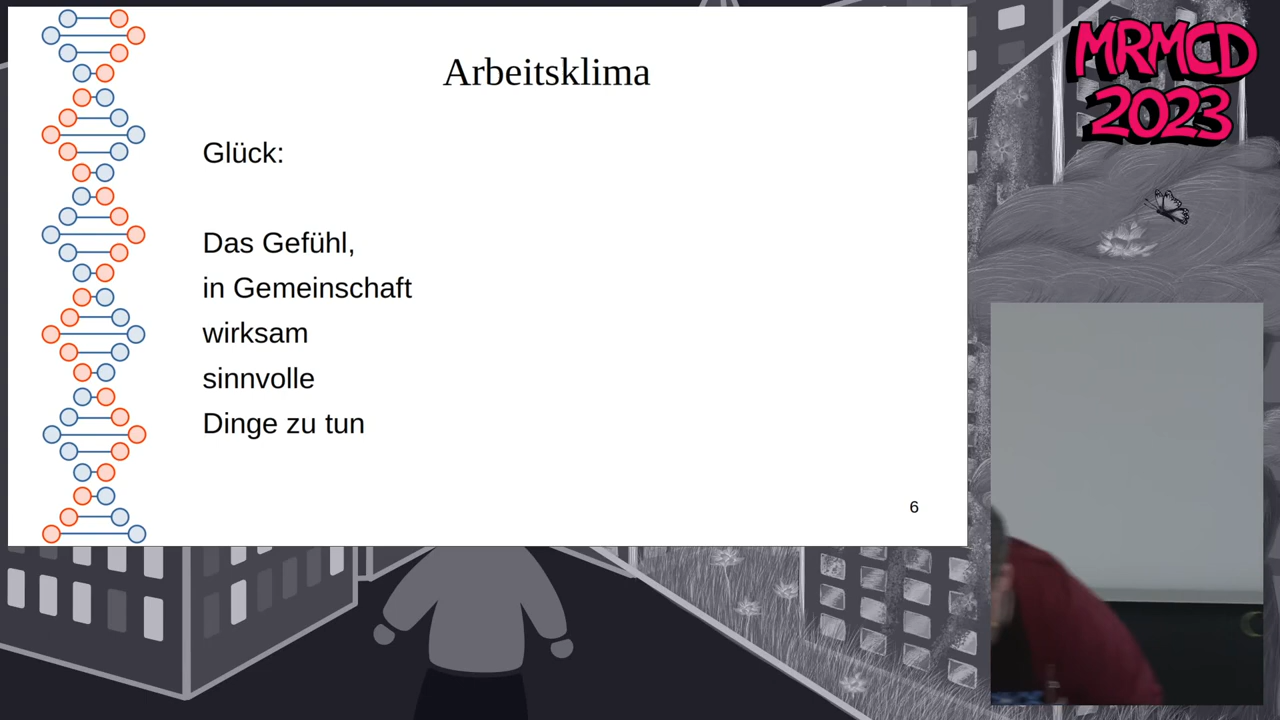 Arbeitsklima
Glück:
Das Gefühl,
in Gemeinschaft
wirksam
sinnvolle
Dinge zu tun
6
MRMCD
2023